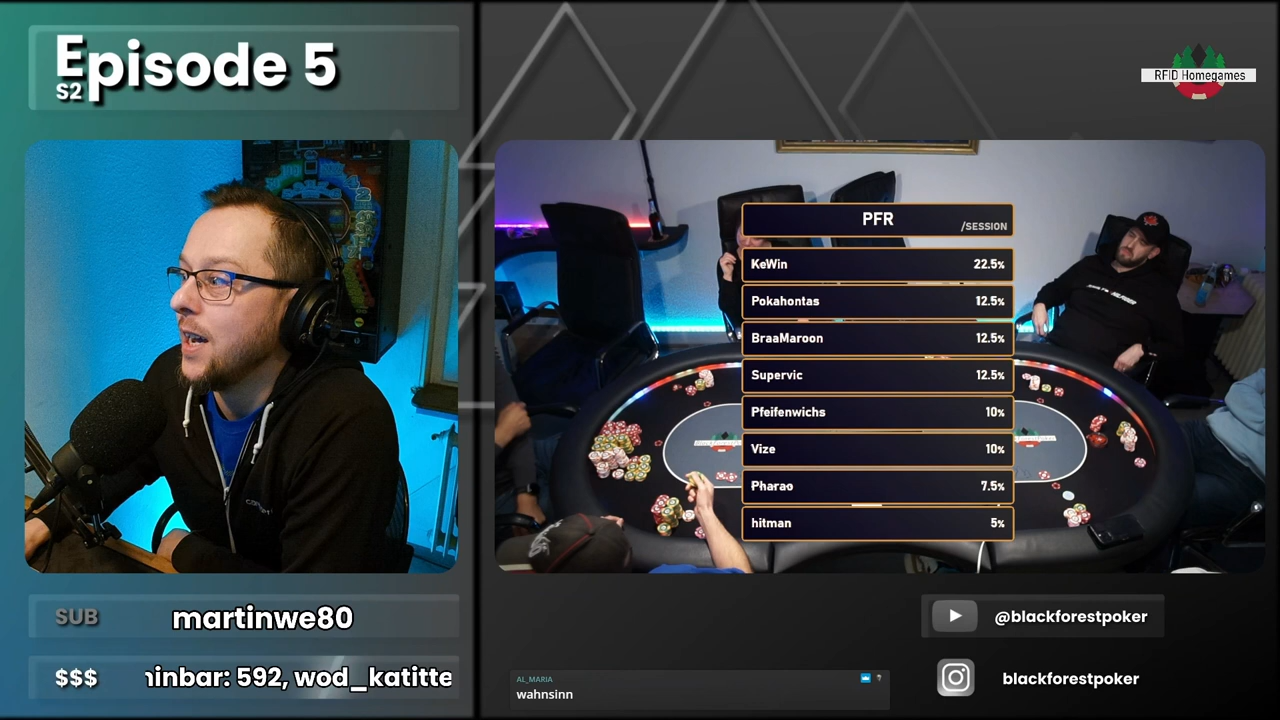 Episode 5
S2
RFID Homegames
PFR
/SESSION
KeWin 22.5%
Pokahontas 12.5%
BraaMaroon 12.5%
Supervic 12.5%
Pfeifenwichs 10%
Vize 10%
Pharao 7.5%
hitman 5%
SUB martinwe80
$$$ ninbar: 592, wod_katitte
AL_MARIA
wahnsinn
@blackforestpoker
blackforestpoker